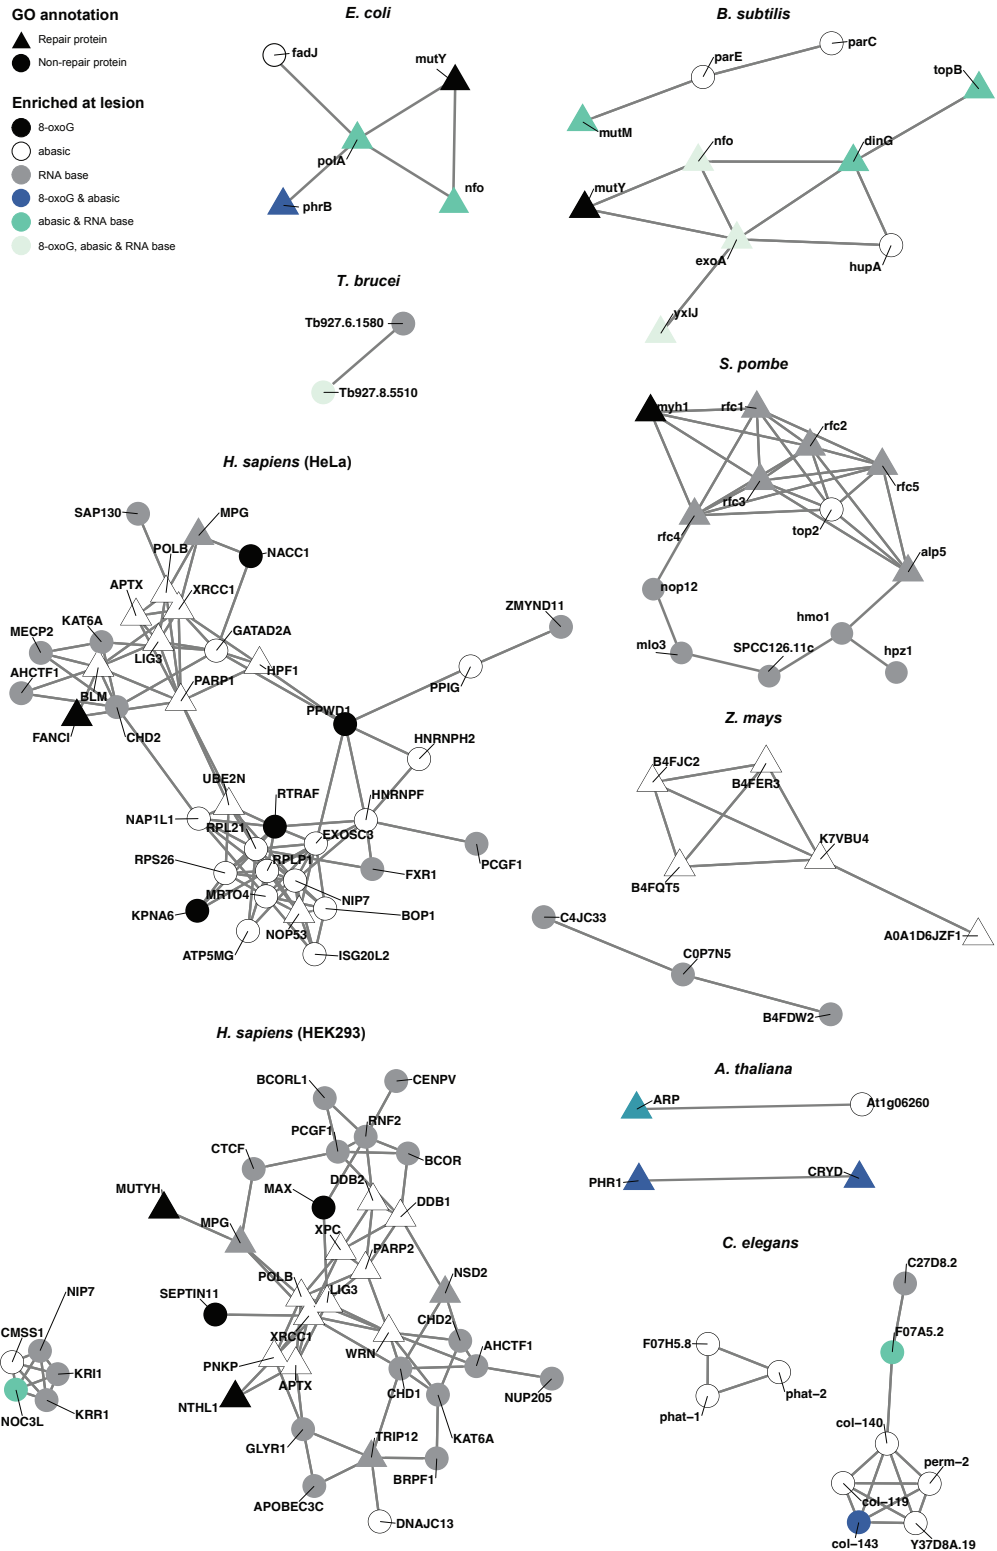 GO annotation
Repair protein
Non-repair protein
Enriched at lesion
8-oxoG
abasic
RNA base
8-oxoG & abasic
abasic & RNA base
8-oxoG, abasic & RNA base
E. coli
fadJ
mutY
polA
phrB
nfo
B. subtilis
parC
parE
topB
mutM
nfo
dinG
mutY
exoA
hupA
yxlJ
T. brucei
Tb927.6.1580
Tb927.8.5510
S. pombe
myh1
rfc1
rfc2
rfc5
rfc3
rfc4
top2
alp5
nop12
hmo1
mlo3
SPCC126.11c
hpz1
H. sapiens (HeLa)
SAP130
MPG
POLB
NACC1
APTX
XRCC1
KAT6A
MECP2
GATAD2A
LIG3
AHCTF1
HPF1
BLM
PARP1
FANCI
CHD2
ZMYND11
PPIG
PPWD1
HNRNPH2
UBE2N
RTRAF
HNRNPF
NAP1L1
RPL21
EXOSC3
RPS26
RPLP1
PCGF1
FXR1
MRTO4
NIP7
KPNA6
BOP1
NOP53
ATP5MG
ISG20L2
Z. mays
B4FJC2
B4FER3
K7VBU4
B4FQT5
A0A1D6JZF1
C4JC33
C0P7N5
B4FDW2
H. sapiens (HEK293)
BCORL1
CENPV
PCGF1
RNF2
CTCF
BCOR
MUTYH
MAX
DDB2
DDB1
MPG
XPC
PARP2
POLB
NSD2
SEPTIN11
LIG3
XRCC1
CHD2
WRN
AHCTF1
PNKP
APTX
CHD1
NUP205
NTHL1
KAT6A
GLYR1
TRIP12
BRPF1
APOBEC3C
DNAJC13
NIP7
CMSS1
KRI1
NOC3L
KRR1
A. thaliana
ARP
At1g06260
PHR1
CRYD
C. elegans
C27D8.2
F07A5.2
F07H5.8
phat-2
phat-1
col-140
perm-2
col-119
col-143
Y37D8A.19